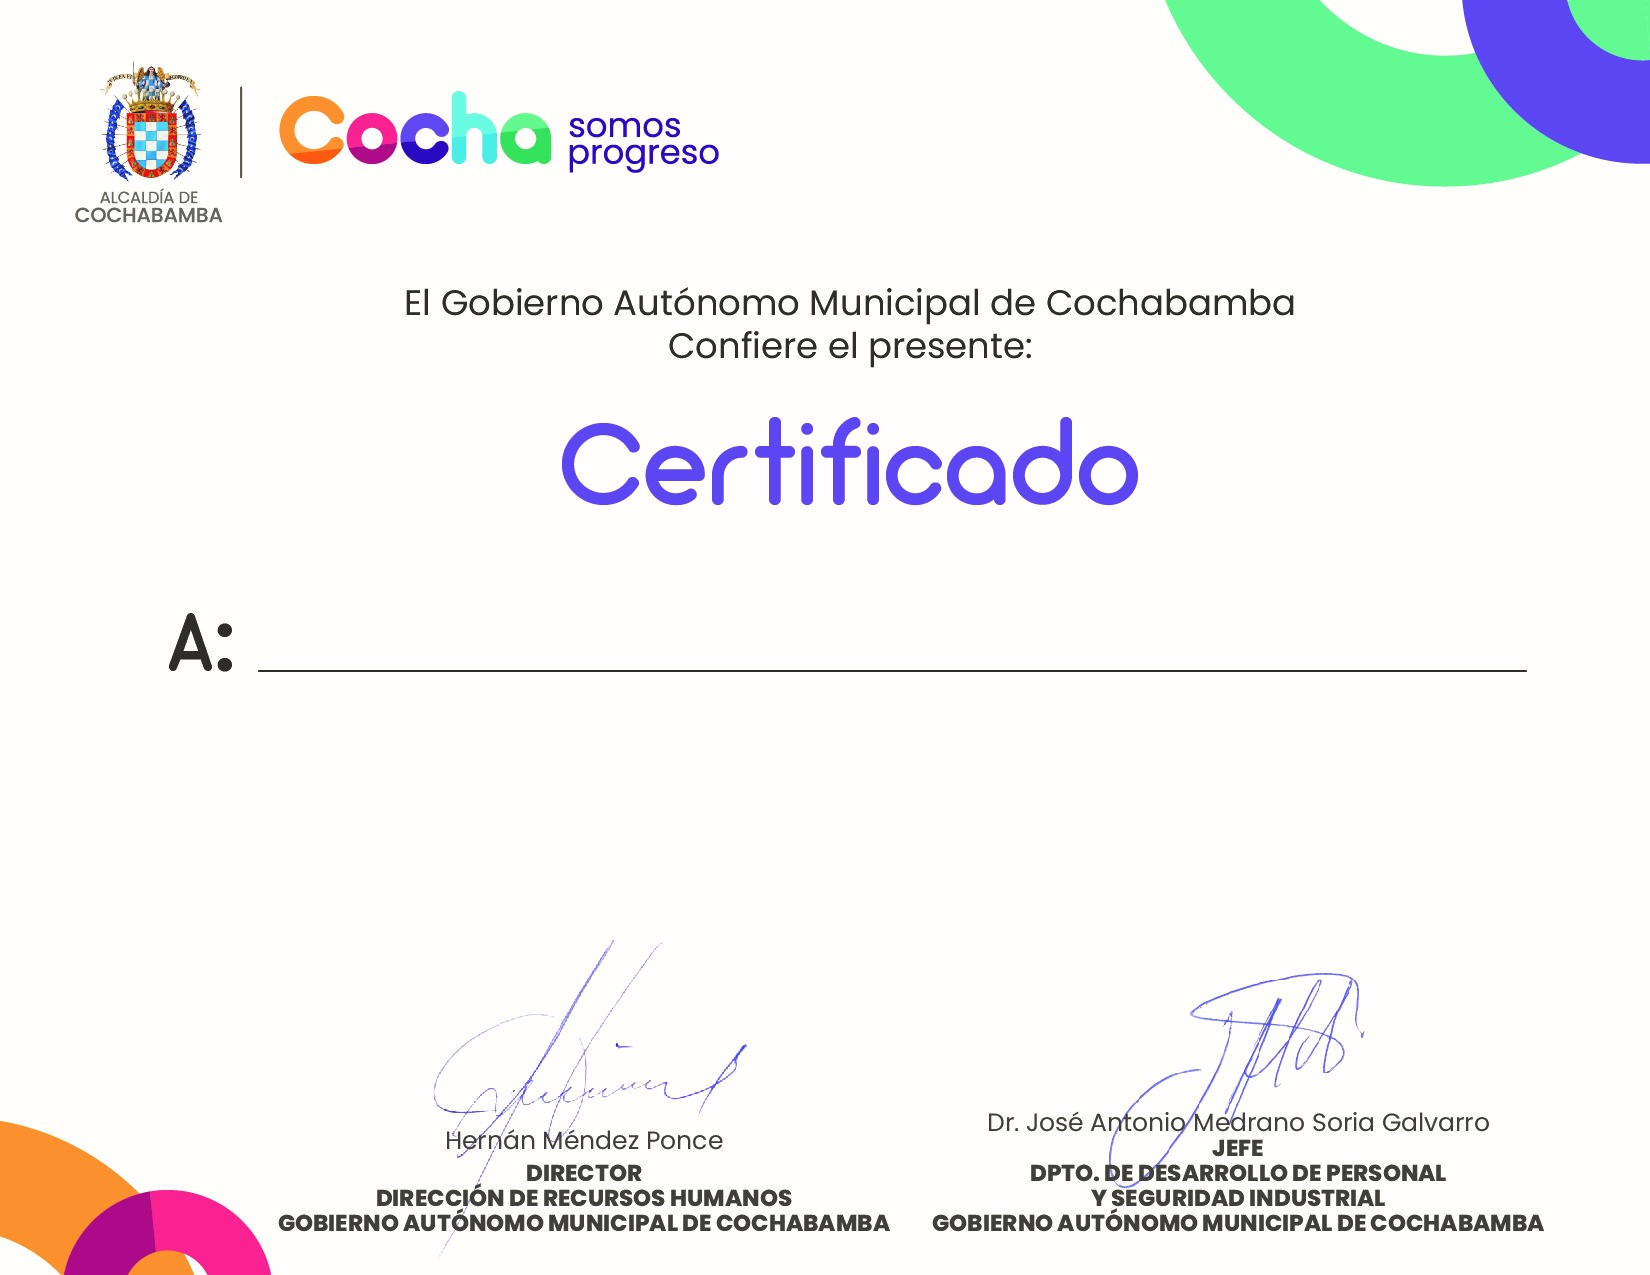 ALCALDÍA DE
COCHABAMBA
Cocha
somos
progreso
El Gobierno Autónomo Municipal de Cochabamba
Confiere el presente:
Certificado
A:
Hernán Méndez Ponce
DIRECTOR
DIRECCIÓN DE RECURSOS HUMANOS
GOBIERNO AUTÓNOMO MUNICIPAL DE COCHABAMBA
Dr. José Antonio Medrano Soria Galvarro
JEFE
DPTO. DE DESARROLLO DE PERSONAL
Y SEGURIDAD INDUSTRIAL
GOBIERNO AUTÓNOMO MUNICIPAL DE COCHABAMBA